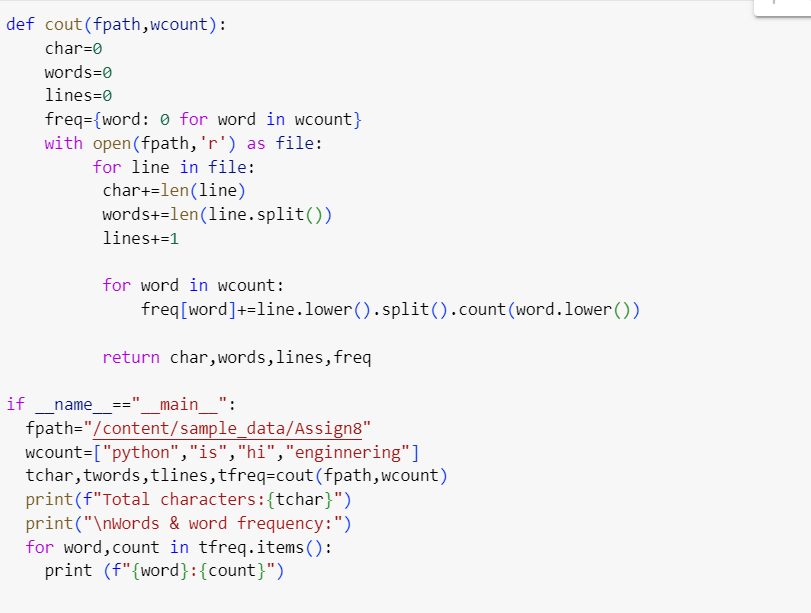 def cout(fpath,wcount):
    char=0
    words=0
    lines=0
    freq={word: 0 for word in wcount}
    with open(fpath,'r') as file:
         for line in file:
          char+=len(line)
          words+=len(line.split())
          lines+=1

          for word in wcount:
              freq[word]+=line.lower().split().count(word.lower())

          return char,words,lines,freq

if __name__=="__main__":
  fpath="/content/sample_data/Assign8"
  wcount=["python","is","hi","enginnering"]
  tchar,twords,tlines,tfreq=cout(fpath,wcount)
  print(f"Total characters:{tchar}")
  print("\nWords & word frequency:")
  for word,count in tfreq.items():
    print (f"{word}:{count}")